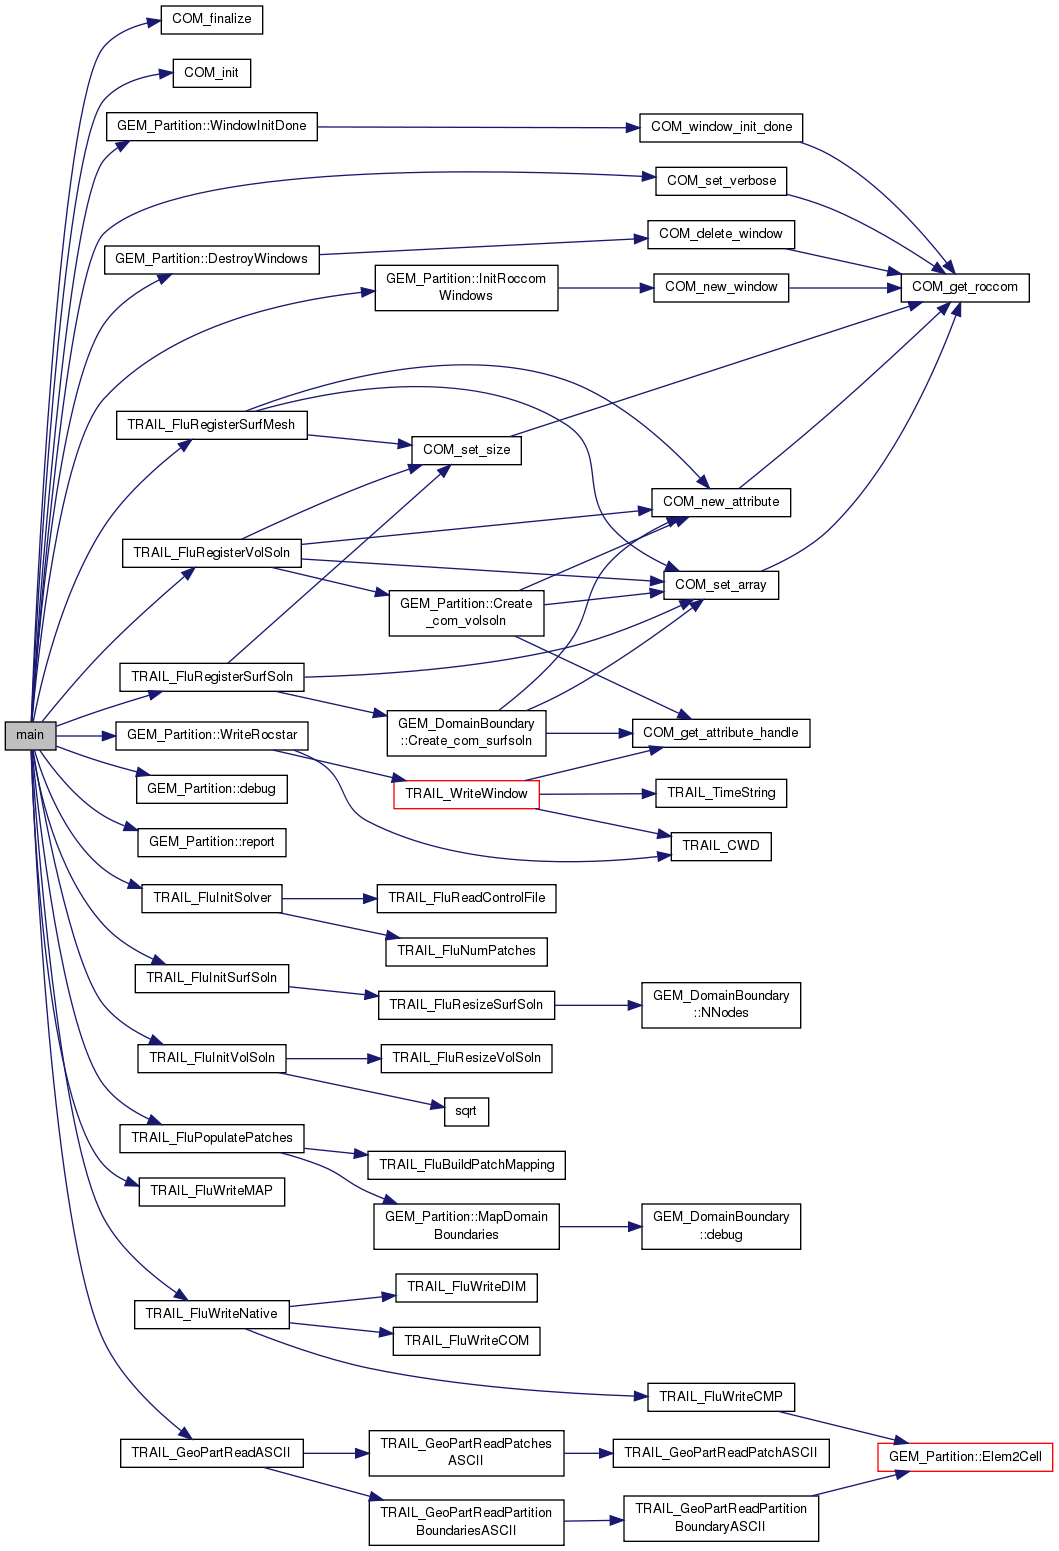 COM_finalize
COM_init
GEM_Partition::WindowInitDone
COM_window_init_done
COM_set_verbose
COM_delete_window
GEM_Partition::DestroyWindows
GEM_Partition::InitRoccom
Windows
COM_new_window
COM_get_roccom
TRAIL_FluRegisterSurfMesh
COM_set_size
COM_new_attribute
TRAIL_FluRegisterVolSoln
COM_set_array
GEM_Partition::Create
_com_volsoln
TRAIL_FluRegisterSurfSoln
GEM_DomainBoundary
::Create_com_surfsoln
COM_get_attribute_handle
main
GEM_Partition::WriteRocstar
GEM_Partition::debug
TRAIL_WriteWindow
TRAIL_TimeString
GEM_Partition::report
TRAIL_CWD
TRAIL_FluInitSolver
TRAIL_FluReadControlFile
TRAIL_FluNumPatches
TRAIL_FluInitSurfSoln
TRAIL_FluResizeSurfSoln
GEM_DomainBoundary
::NNodes
TRAIL_FluInitVolSoln
TRAIL_FluResizeVolSoln
sqrt
TRAIL_FluPopulatePatches
TRAIL_FluBuildPatchMapping
TRAIL_FluWriteMAP
GEM_Partition::MapDomain
Boundaries
GEM_DomainBoundary
::debug
TRAIL_FluWriteDIM
TRAIL_FluWriteNative
TRAIL_FluWriteCOM
TRAIL_FluWriteCMP
TRAIL_GeoPartReadASCII
TRAIL_GeoPartReadPatches
ASCII
TRAIL_GeoPartReadPatchASCII
GEM_Partition::Elem2Cell
TRAIL_GeoPartReadPartition
BoundariesASCII
TRAIL_GeoPartReadPartition
BoundaryASCII